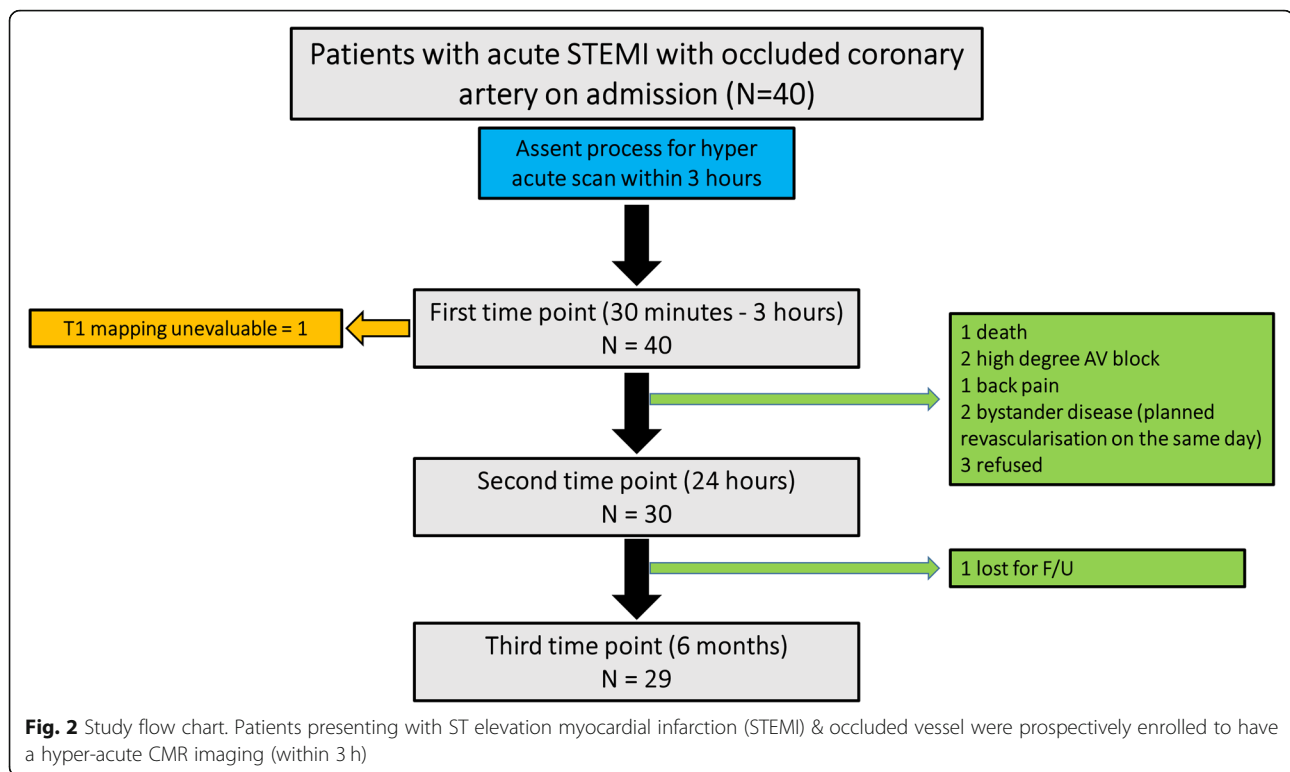 Patients with acute STEMI with occluded coronary
artery on admission (N=40)
Assent process for hyper
acute scan within 3 hours
First time point (30 minutes - 3 hours)
N = 40
T1 mapping unevaluable = 1
1 death
2 high degree AV block
1 back pain
2 bystander disease (planned
revascularisation on the same day)
3 refused
Second time point (24 hours)
N = 30
1 lost for F/U
Third time point (6 months)
N = 29
Fig. 2 Study flow chart. Patients presenting with ST elevation myocardial infarction (STEMI) & occluded vessel were prospectively enrolled to have
a hyper-acute CMR imaging (within 3 h)